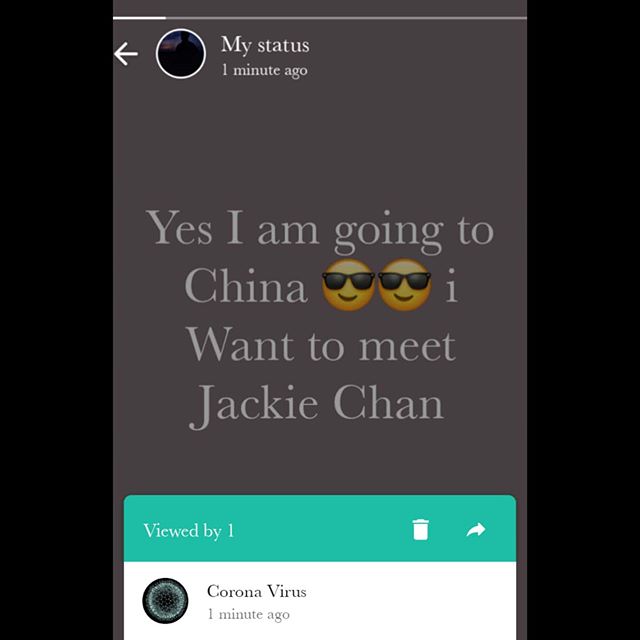 My status
1 minute ago
Yes I am going to
China 😎😎 i
Want to meet
Jackie Chan
Viewed by 1
Corona Virus
1 minute ago